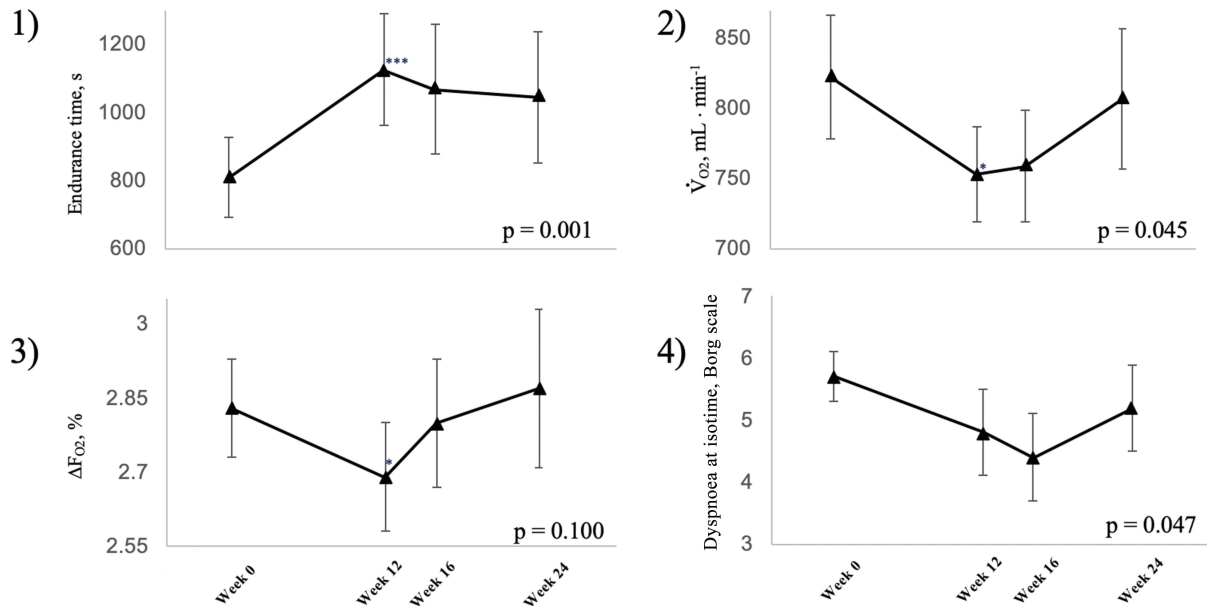 1)
Endurance time, s
1200
1000
800
600
***
p = 0.001
2)
V̇O2, mL · min-1
850
800
750
700
*
p = 0.045
3)
ΔFO2, %
3
2.85
2.7
2.55
*
p = 0.100
Week 0
Week 12
Week 16
Week 24
4)
Dyspnoea at isotime, Borg scale
7
6
5
4
3
p = 0.047
Week 0
Week 12
Week 16
Week 24